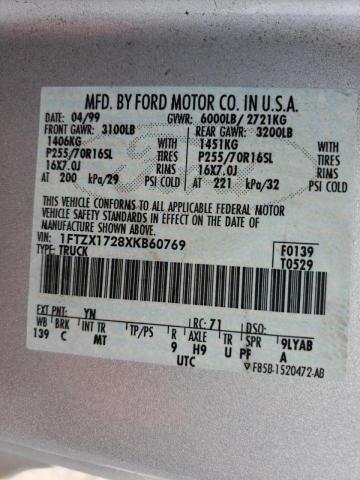 MFD. BY FORD MOTOR CO. IN U.S.A.
DATE: 04/99 GVWR: 6000LB/ 2721KG
FRONT GAWR: 3100LB REAR GAWR: 3200LB
1406KG WITH 1451KG WITH
P255/70R16SL TIRES P255/70R16SL TIRES
16X7.0J RIMS 16X7.0J RIMS
AT 200 kPa/29 PSI COLD AT 221 kPa/32 PSI COLD
THIS VEHICLE CONFORMS TO ALL APPLICABLE FEDERAL MOTOR
VEHICLE SAFETY STANDARDS IN EFFECT ON THE DATE OF
MANUFACTURE SHOWN ABOVE.
VIN: 1FTZX1728XKB60769 F0139
TYPE: TRUCK T0529
EXT PNT: YN RC: 71 DSO:
WB BRK INT TR TP/PS R AXLE TR SPR 9LYAB
139 C MT 9 H9 U PF A
UTC ▽ F85B-1520472-AB